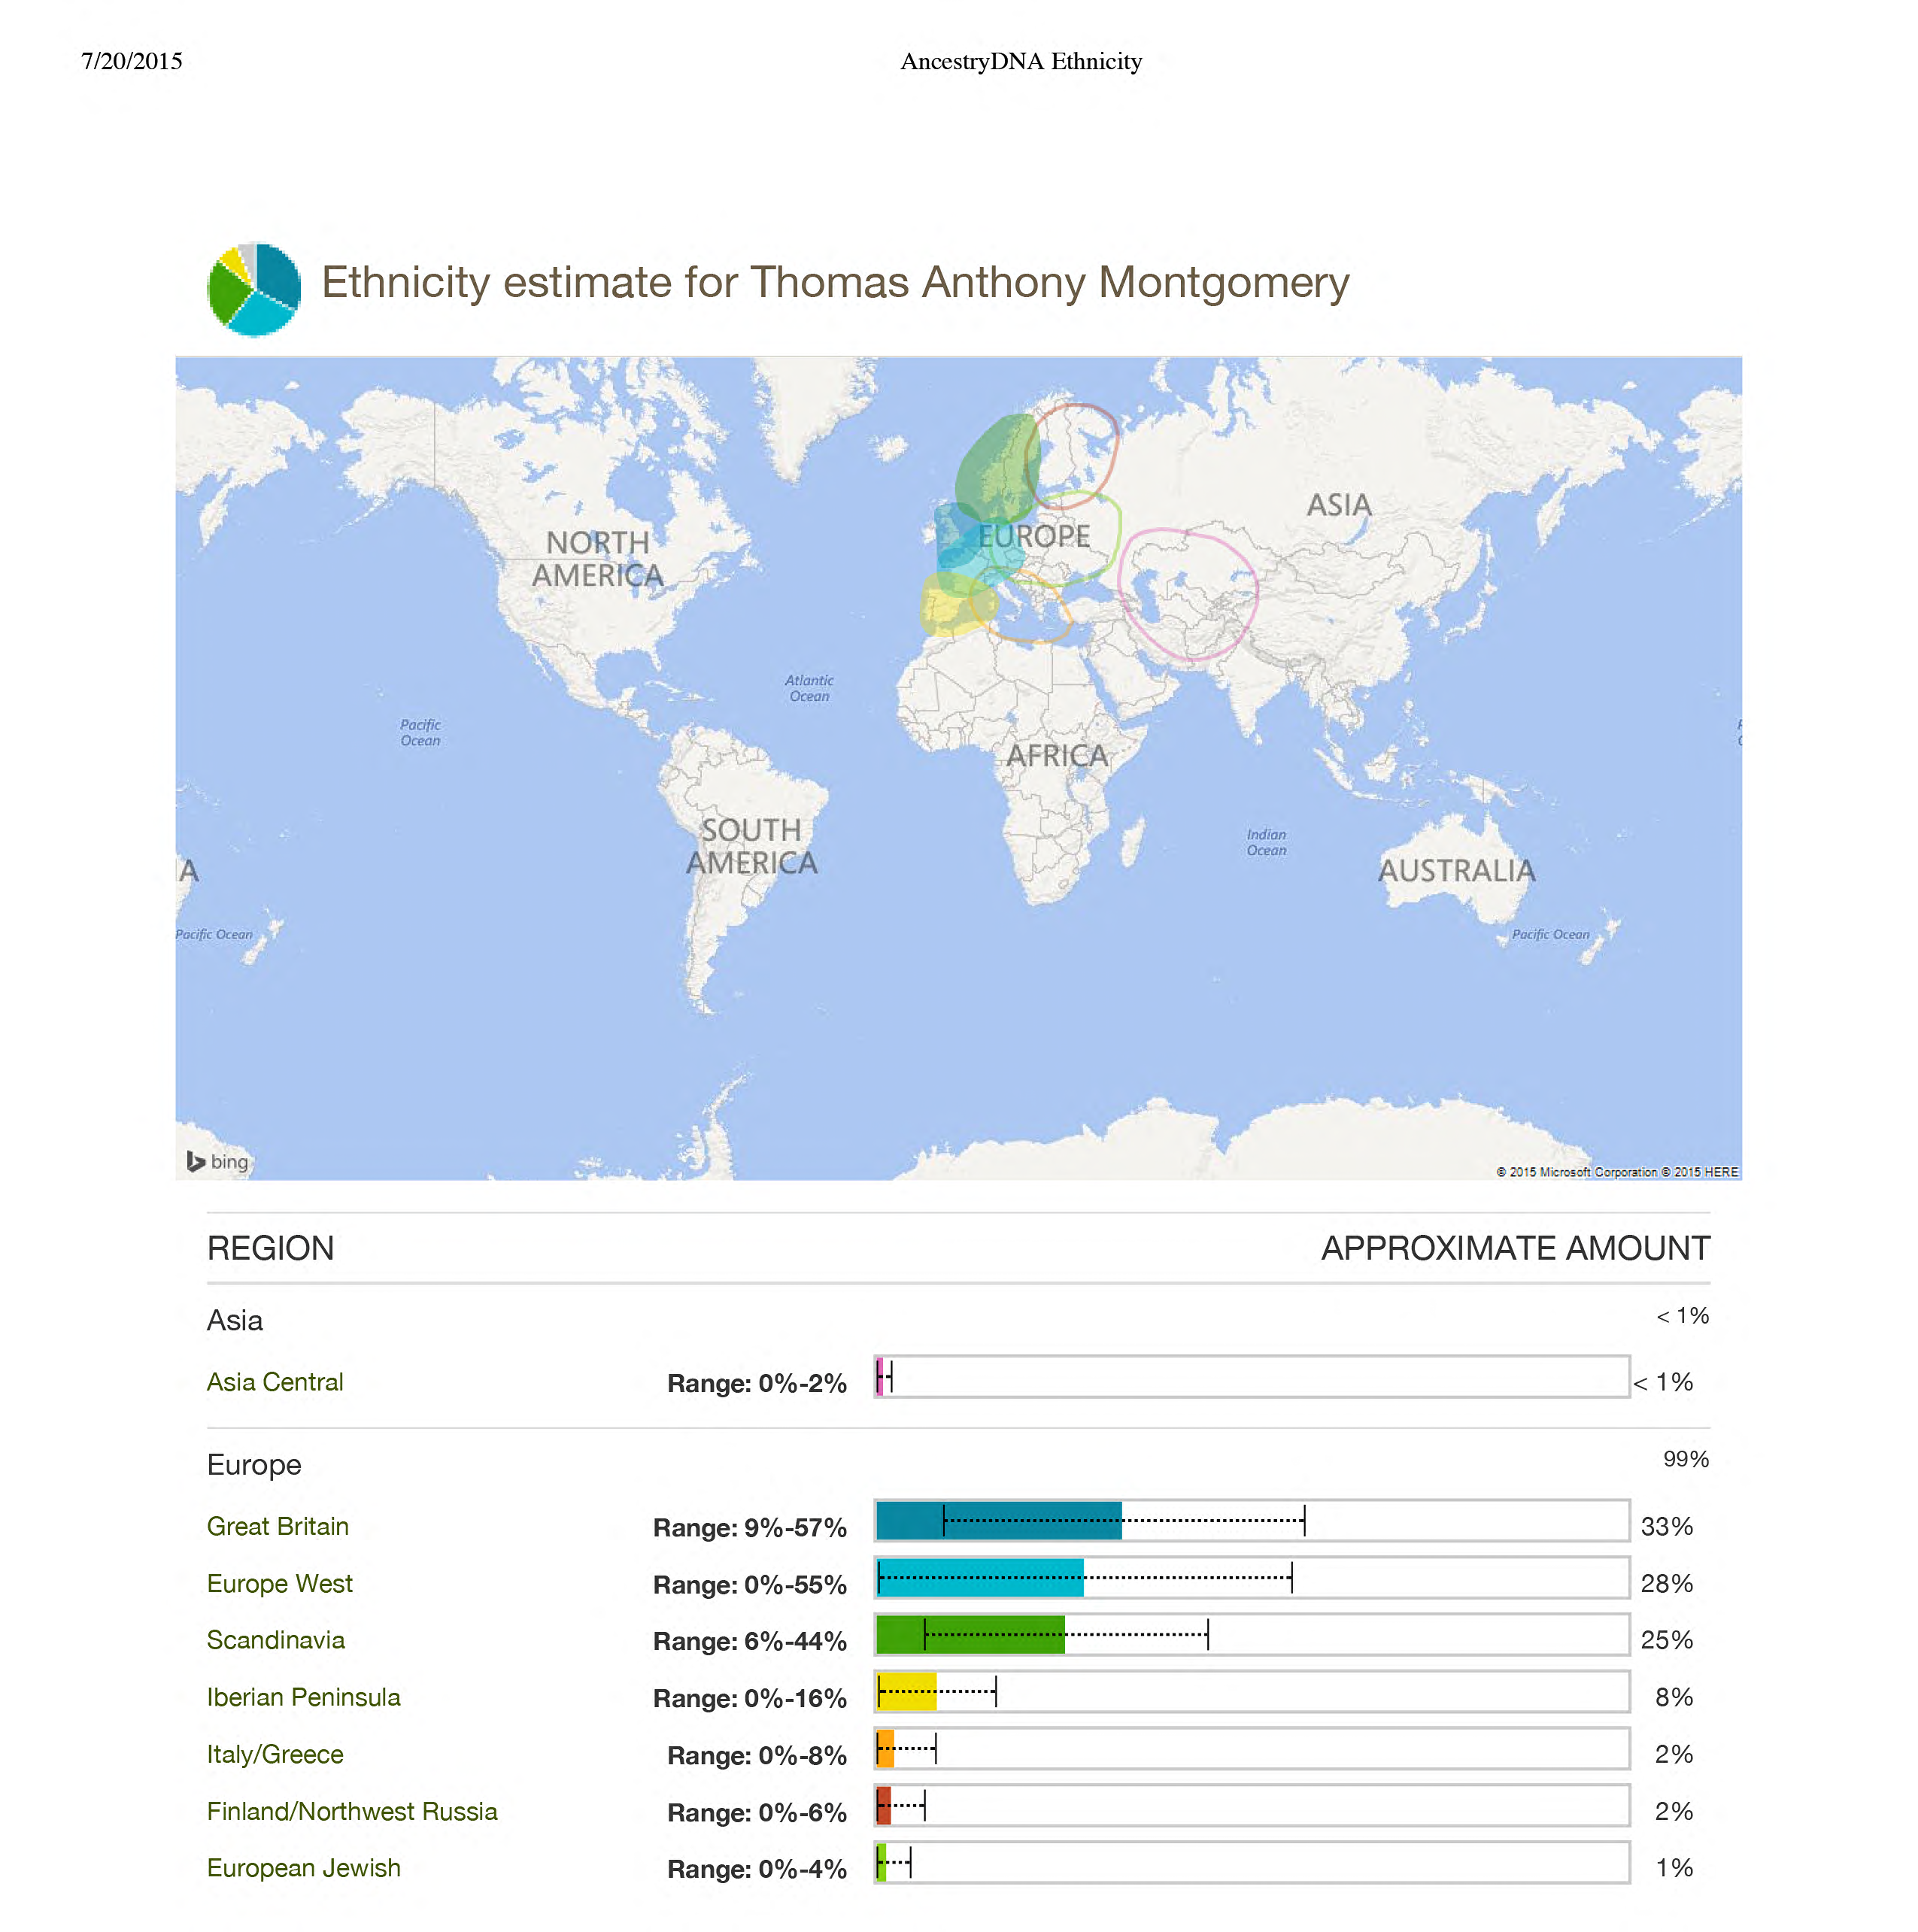 7/20/2015 AncestryDNA Ethnicity
Ethnicity estimate for Thomas Anthony Montgomery
NORTH
AMERICA
EUROPE
ASIA
Atlantic
Ocean
Pacific
Ocean
AFRICA
SOUTH
AMERICA
Indian
Ocean
A
AUSTRALIA
Pacific Ocean
Pacific Ocean
bing
© 2015 Microsoft Corporation © 2015 HERE
REGION APPROXIMATE AMOUNT
Asia < 1%
Asia Central Range: 0%-2% < 1%
Europe 99%
Great Britain Range: 9%-57% 33%
Europe West Range: 0%-55% 28%
Scandinavia Range: 6%-44% 25%
Iberian Peninsula Range: 0%-16% 8%
Italy/Greece Range: 0%-8% 2%
Finland/Northwest Russia Range: 0%-6% 2%
European Jewish Range: 0%-4% 1%